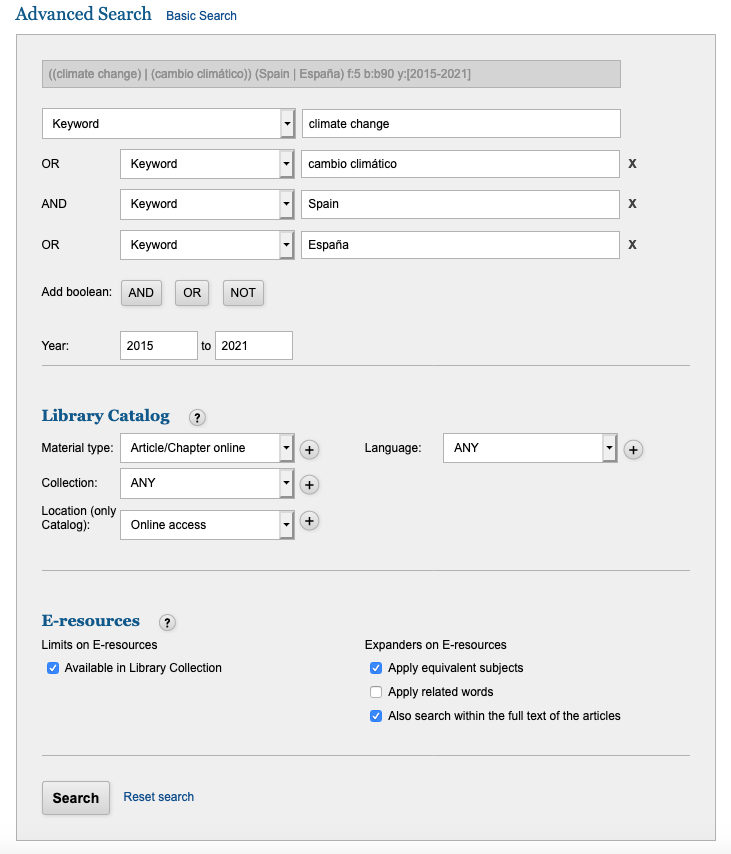 Advanced Search Basic Search
((climate change) | (cambio climático)) (Spain | España) f:5 b:b90 y:[2015-2021]
Keyword climate change
OR Keyword cambio climático X
AND Keyword Spain X
OR Keyword España X
Add boolean: AND OR NOT
Year: 2015 to 2021
Library Catalog ?
Material type: Article/Chapter online + Language: ANY +
Collection: ANY +
Location (only
Catalog): Online access +
E-resources ?
Limits on E-resources Expanders on E-resources
Available in Library Collection Apply equivalent subjects
Apply related words
Also search within the full text of the articles
Search Reset search